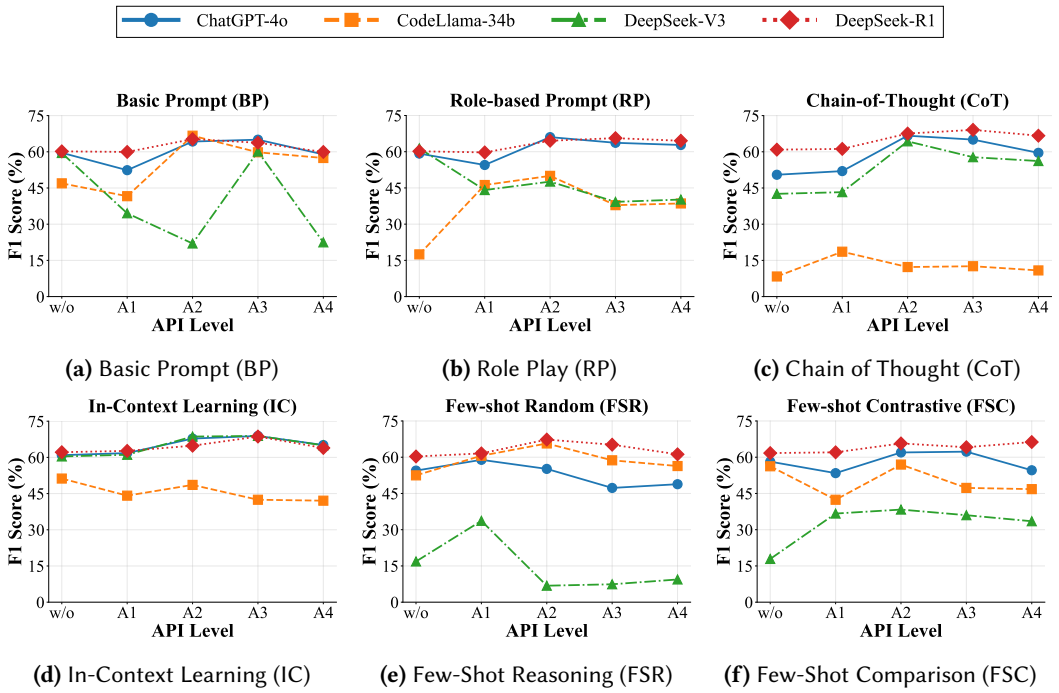 ChatGPT-4o CodeLlama-34b DeepSeek-V3 DeepSeek-R1
Basic Prompt (BP)
75
60
45
30
15
0
F1 Score (%)
w/o A1 A2 A3 A4
API Level
(a) Basic Prompt (BP)
Role-based Prompt (RP)
75
60
45
30
15
0
F1 Score (%)
w/o A1 A2 A3 A4
API Level
(b) Role Play (RP)
Chain-of-Thought (CoT)
75
60
45
30
15
0
F1 Score (%)
w/o A1 A2 A3 A4
API Level
(c) Chain of Thought (CoT)
In-Context Learning (IC)
75
60
45
30
15
0
F1 Score (%)
w/o A1 A2 A3 A4
API Level
(d) In-Context Learning (IC)
Few-shot Random (FSR)
75
60
45
30
15
0
F1 Score (%)
w/o A1 A2 A3 A4
API Level
(e) Few-Shot Reasoning (FSR)
Few-shot Contrastive (FSC)
75
60
45
30
15
0
F1 Score (%)
w/o A1 A2 A3 A4
API Level
(f) Few-Shot Comparison (FSC)